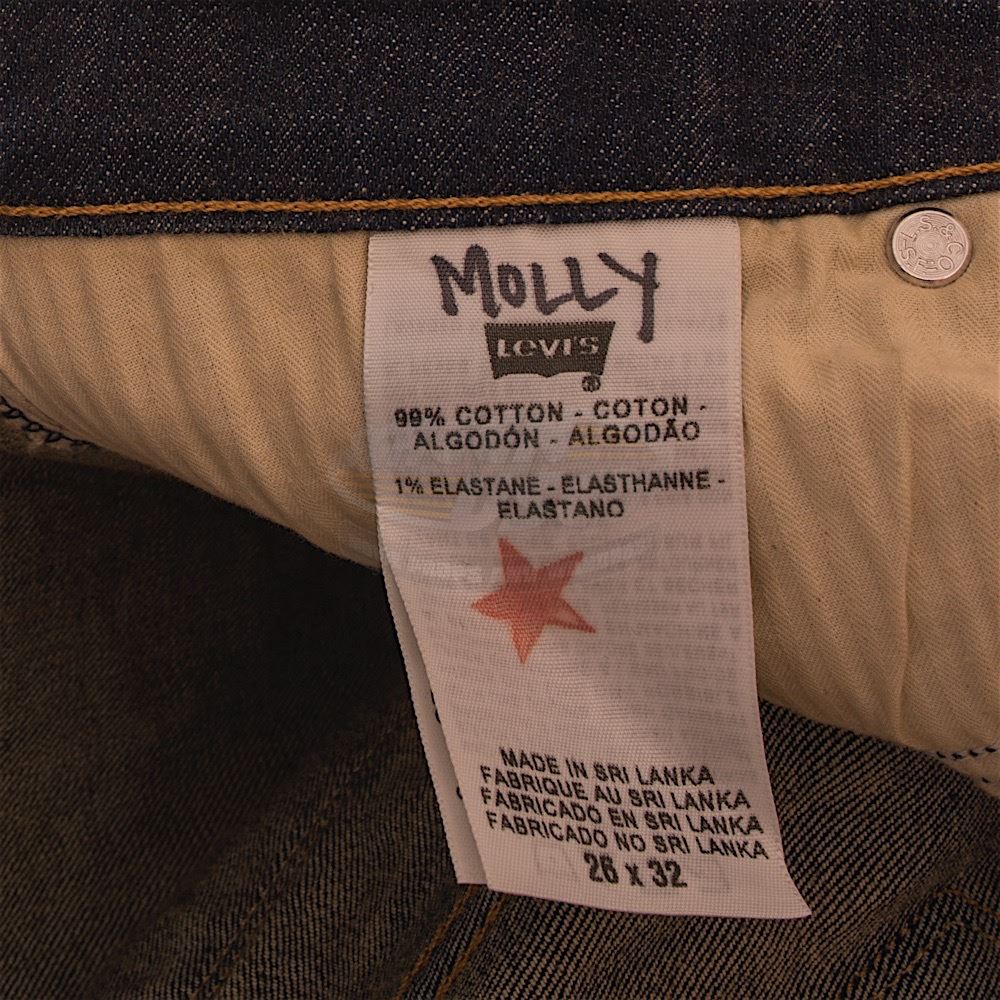 MOLLY
LEVI'S
®
99% COTTON - COTON -
ALGODÓN - ALGODÃO
1% ELASTANE - ELASTHANNE -
ELASTANO
MADE IN SRI LANKA
FABRIQUE AU SRI LANKA
FABRICADO EN SRI LANKA
FABRICADO NO SRI LANKA
26 x 32